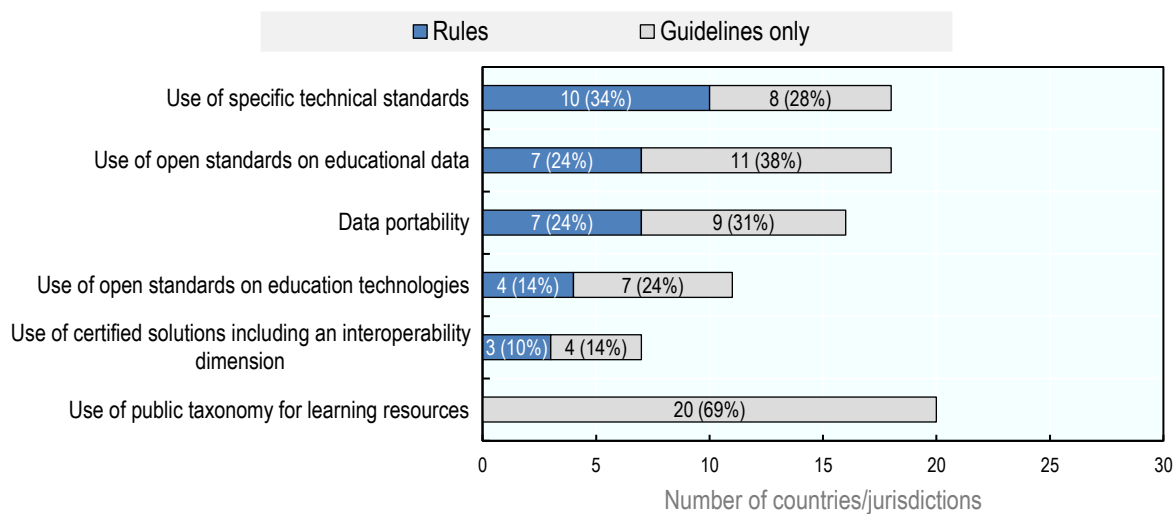 Rules Guidelines only
Use of specific technical standards 10 (34%) 8 (28%)
Use of open standards on educational data 7 (24%) 11 (38%)
Data portability 7 (24%) 9 (31%)
Use of open standards on education technologies 4 (14%) 7 (24%)
Use of certified solutions including an interoperability
dimension 3 (10%) 4 (14%)
Use of public taxonomy for learning resources 20 (69%)
0 5 10 15 20 25 30
Number of countries/jurisdictions